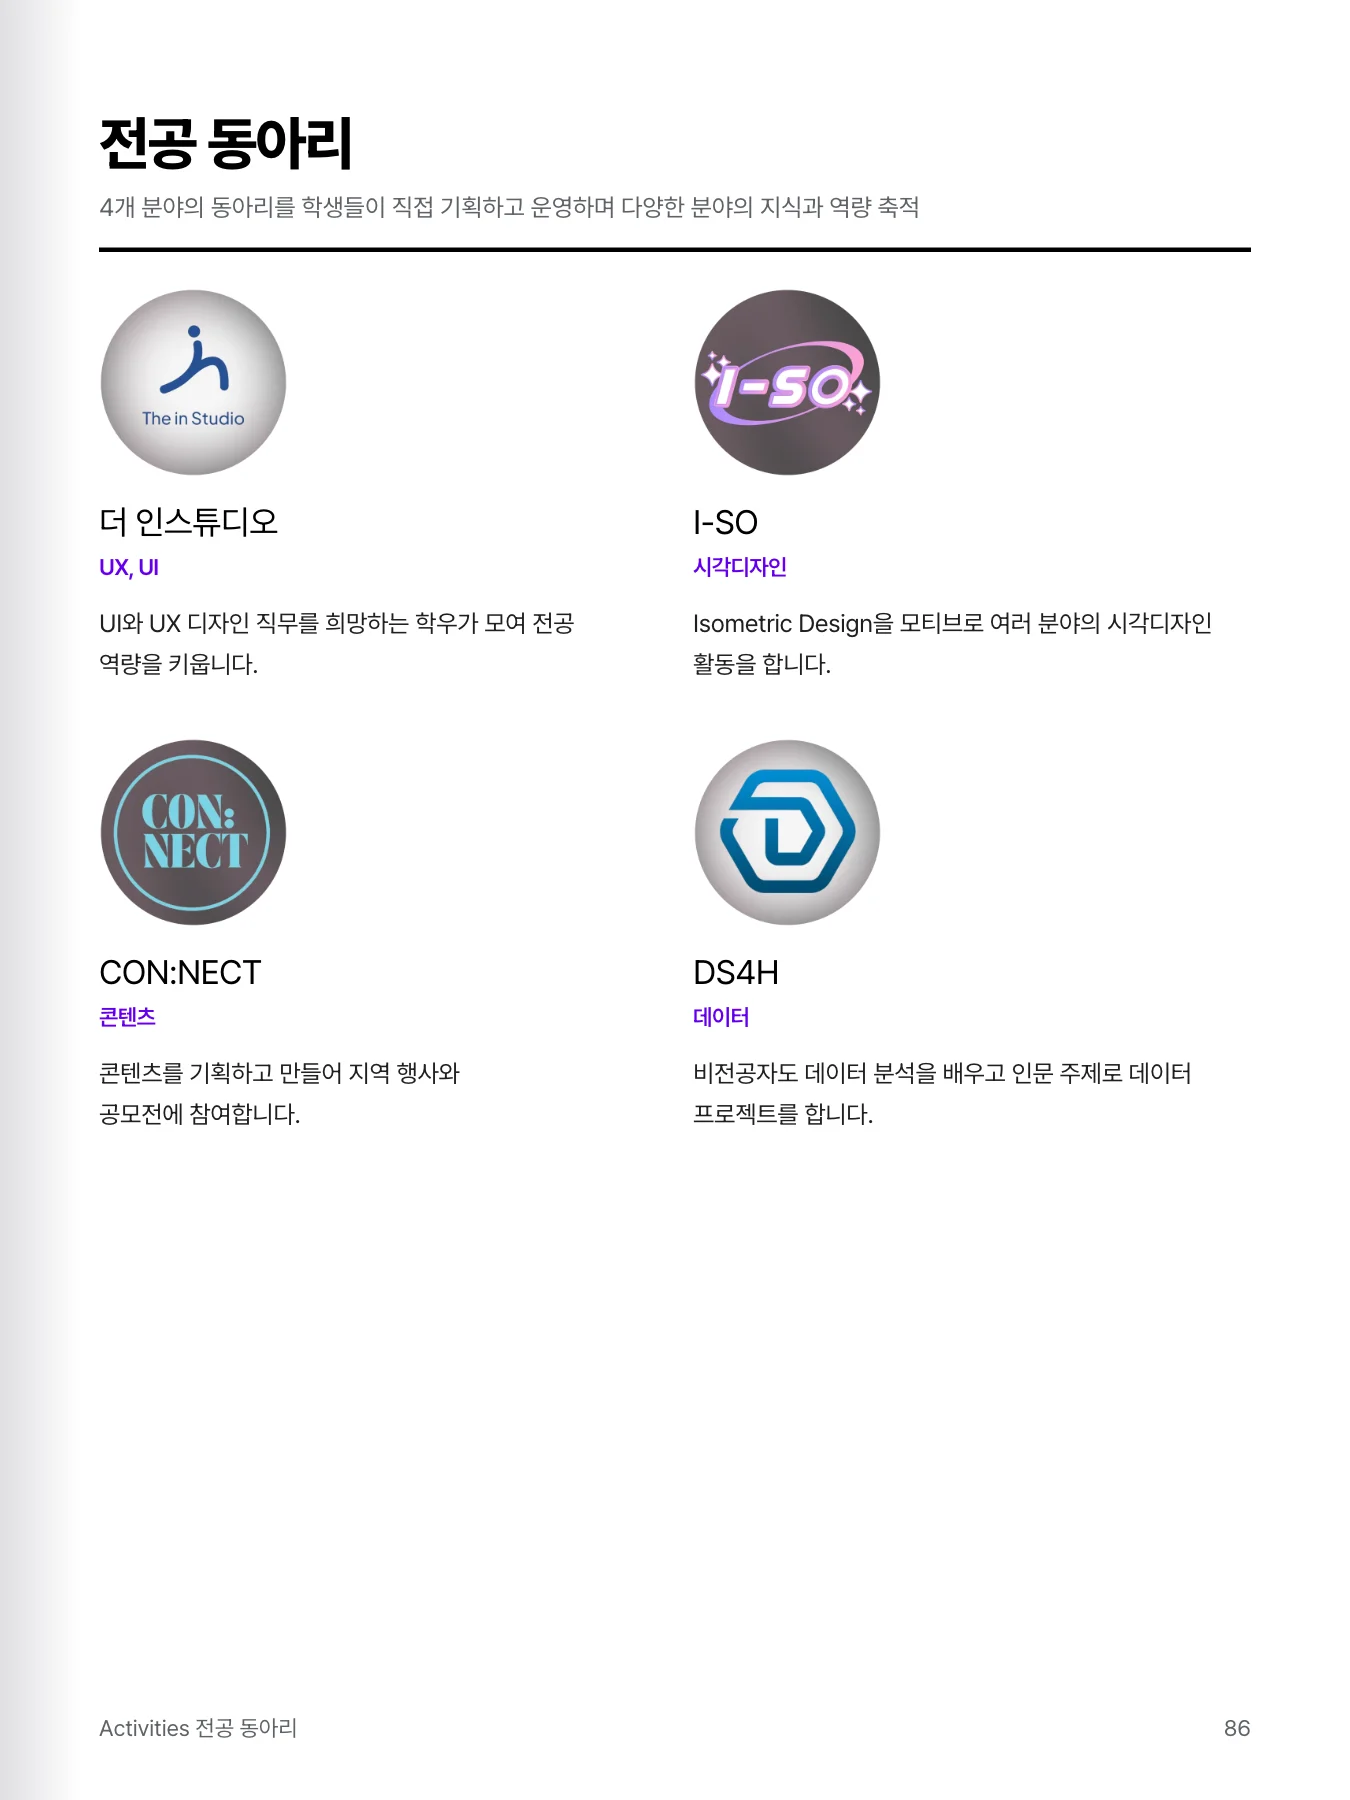 전공 동아리
4개 분야의 동아리를 학생들이 직접 기획하고 운영하며 다양한 분야의 지식과 역량 축적
The in Studio
더 인스튜디오
UX, UI
UI와 UX 디자인 직무를 희망하는 학우가 모여 전공
역량을 키웁니다.
I-SO
I-SO
시각디자인
Isometric Design을 모티브로 여러 분야의 시각디자인
활동을 합니다.
CON:
NECT
CON:NECT
콘텐츠
콘텐츠를 기획하고 만들어 지역 행사와
공모전에 참여합니다.
DS4H
데이터
비전공자도 데이터 분석을 배우고 인문 주제로 데이터
프로젝트를 합니다.
Activities 전공 동아리
86